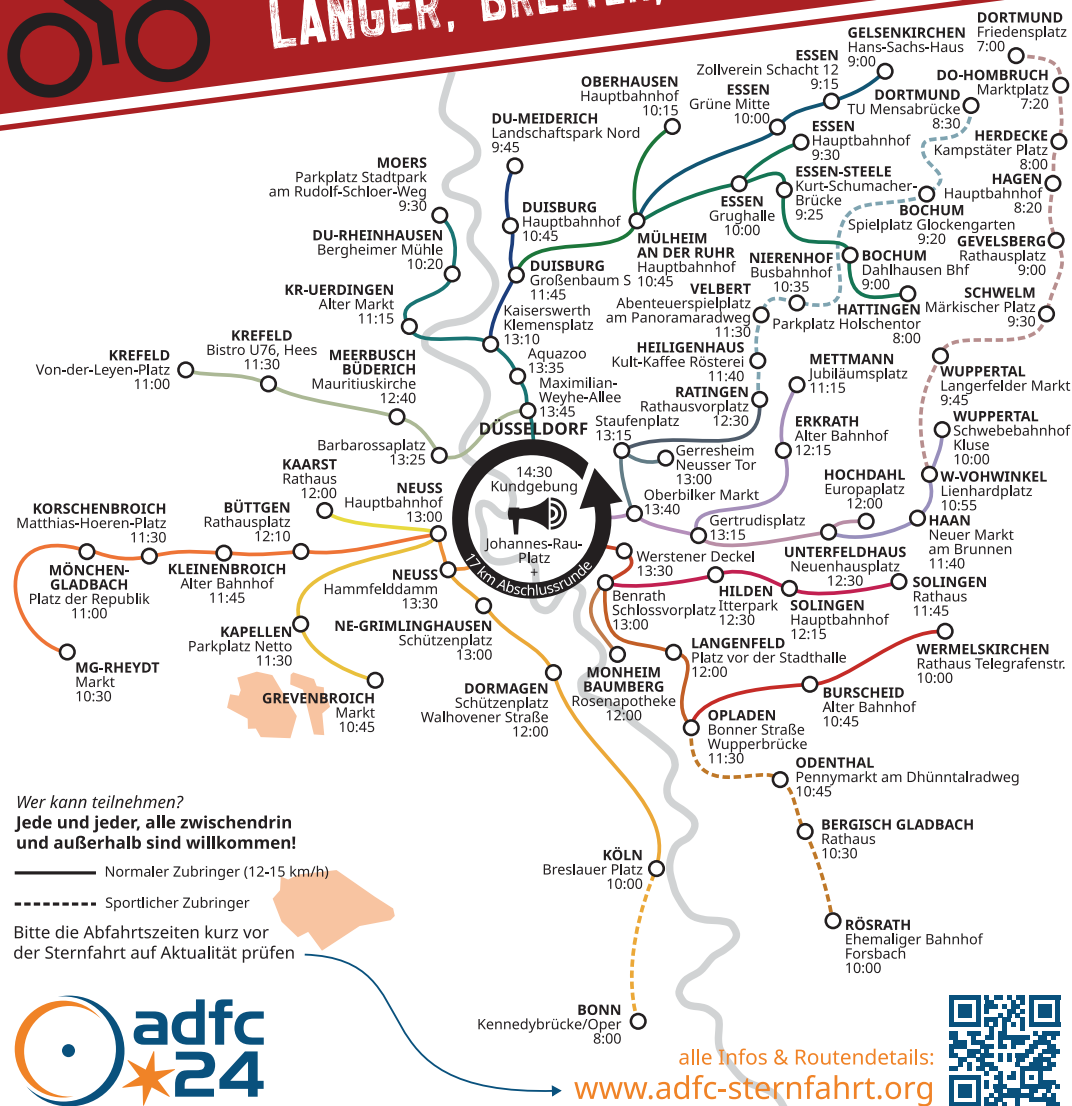 LANGER, BREITER,
DORTMUND
Friedensplatz
7:00
GELSENKIRCHEN
Hans-Sachs-Haus
9:00
ESSEN
Zollverein Schacht 12
9:15
DO-HOMBRUCH
Marktplatz
7:20
OBERHAUSEN
Hauptbahnhof
10:15
ESSEN
Grüne Mitte
10:00
DORTMUND
TU Mensabrücke
8:30
DU-MEIDERICH
Landschaftspark Nord
9:45
ESSEN
Hauptbahnhof
9:30
HERDECKE
Kampstäter Platz
8:00
MOERS
Parkplatz Stadtpark
am Rudolf-Schloer-Weg
9:30
ESSEN-STEELE
Kurt-Schumacher-
Brücke
9:25
HAGEN
Hauptbahnhof
8:20
DUISBURG
Hauptbahnhof
10:45
ESSEN
Grughalle
10:00
BOCHUM
Spielplatz Glockengarten
9:20
DU-RHEINHAUSEN
Bergheimer Mühle
10:20
MÜLHEIM
AN DER RUHR
Hauptbahnhof
10:45
GEVELSBERG
Rathausplatz
9:00
NIERENHOF
Busbahnhof
10:35
BOCHUM
Dahlhausen Bhf
9:00
DUISBURG
Großenbaum S
11:45
KR-UERDINGEN
Alter Markt
11:15
VELBERT
Abenteuerspielplatz
am Panoramaradweg
11:30
SCHWELM
Märkischer Platz
9:30
HATTINGEN
Parkplatz Holschentor
8:00
Kaiserswerth
Klemensplatz
13:10
KREFELD
Bistro U76, Hees
11:30
KREFELD
Von-der-Leyen-Platz
11:00
MEERBUSCH
BÜDERICH
Mauritiuskirche
12:40
Aquazoo
13:35
HEILIGENHAUS
Kult-Kaffee Rösterei
11:40
METTMANN
Jubiläumsplatz
11:15
WUPPERTAL
Langerfelder Markt
9:45
Maximilian-
Weyhe-Allee
13:45
RATINGEN
Rathausvorplatz
12:30
WUPPERTAL
Schwebebahnhof
Kluse
10:00
DÜSSELDORF
Staufenplatz
13:15
ERKRATH
Alter Bahnhof
12:15
Barbarossaplatz
13:25
Gerresheim
Neusser Tor
13:00
KAARST
Rathaus
12:00
14:30
Kundgebung
Johannes-Rau-
Platz
+
17 km Abschlussrunde
HOCHDAHL
Europaplatz
12:00
W-VOHWINKEL
Lienhardplatz
10:55
NEUSS
Hauptbahnhof
13:00
Oberbilker Markt
13:40
KORSCHENBROICH
Matthias-Hoeren-Platz
11:30
BÜTTGEN
Rathausplatz
12:10
Gertrudisplatz
13:15
HAAN
Neuer Markt
am Brunnen
11:40
Werstener Deckel
13:30
UNTERFELDHAUS
Neuenhausplatz
12:30
MÖNCHEN-
GLADBACH
Platz der Republik
11:00
KLEINENBROICH
Alter Bahnhof
11:45
NEUSS
Hammfelddamm
13:30
Benrath
Schlossvorplatz
13:00
HILDEN
Itterpark
12:30
SOLINGEN
Hauptbahnhof
12:15
SOLINGEN
Rathaus
11:45
KAPELLEN
Parkplatz Netto
11:30
NE-GRIMLINGHAUSEN
Schützenplatz
13:00
LANGENFELD
Platz vor der Stadthalle
12:00
WERMELSKIRCHEN
Rathaus Telegrafenstr.
10:00
MG-RHEYDT
Markt
10:30
MONHEIM
BAUMBERG
Rosenapotheke
12:00
GREVENBROICH
Markt
10:45
DORMAGEN
Schützenplatz
Walhovener Straße
12:00
BURSCHEID
Alter Bahnhof
10:45
OPLADEN
Bonner Straße
Wupperbrücke
11:30
ODENTHAL
Pennymarkt am Dhünntalradweg
10:45
BERGISCH GLADBACH
Rathaus
10:30
KÖLN
Breslauer Platz
10:00
RÖSRATH
Ehemaliger Bahnhof
Forsbach
10:00
BONN
Kennedybrücke/Oper
8:00
Wer kann teilnehmen?
Jede und jeder, alle zwischendrin
und außerhalb sind willkommen!
Normaler Zubringer (12-15 km/h)
Sportlicher Zubringer
Bitte die Abfahrtszeiten kurz vor
der Sternfahrt auf Aktualität prüfen
adfc
24
alle Infos & Routendetails:
www.adfc-sternfahrt.org